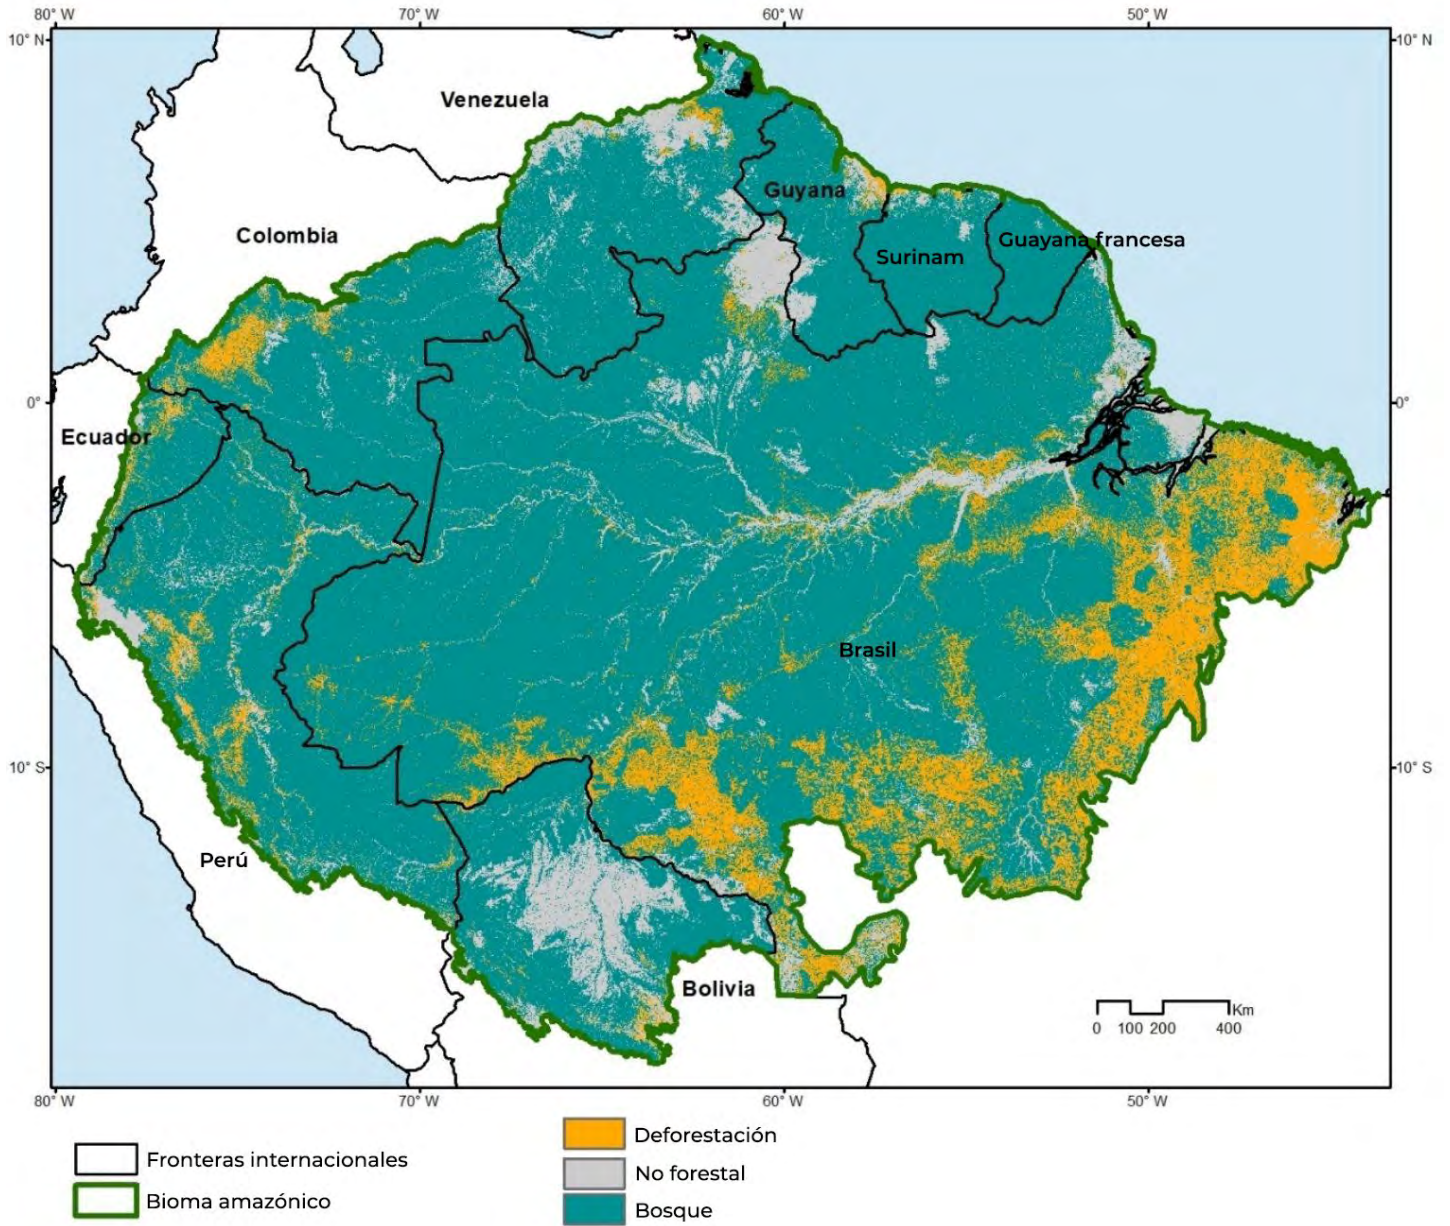 80° W 70° W 60° W 50° W
10° N 10° N
Venezuela
Guyana
Colombia
Guayana francesa
Surinam
0° 0°
Ecuador
Brasil
10° S 10° S
Perú
Bolivia
Km
0 100 200 400
80° W 70° W 60° W 50° W
Fronteras internacionales
Bioma amazónico
Deforestación
No forestal
Bosque